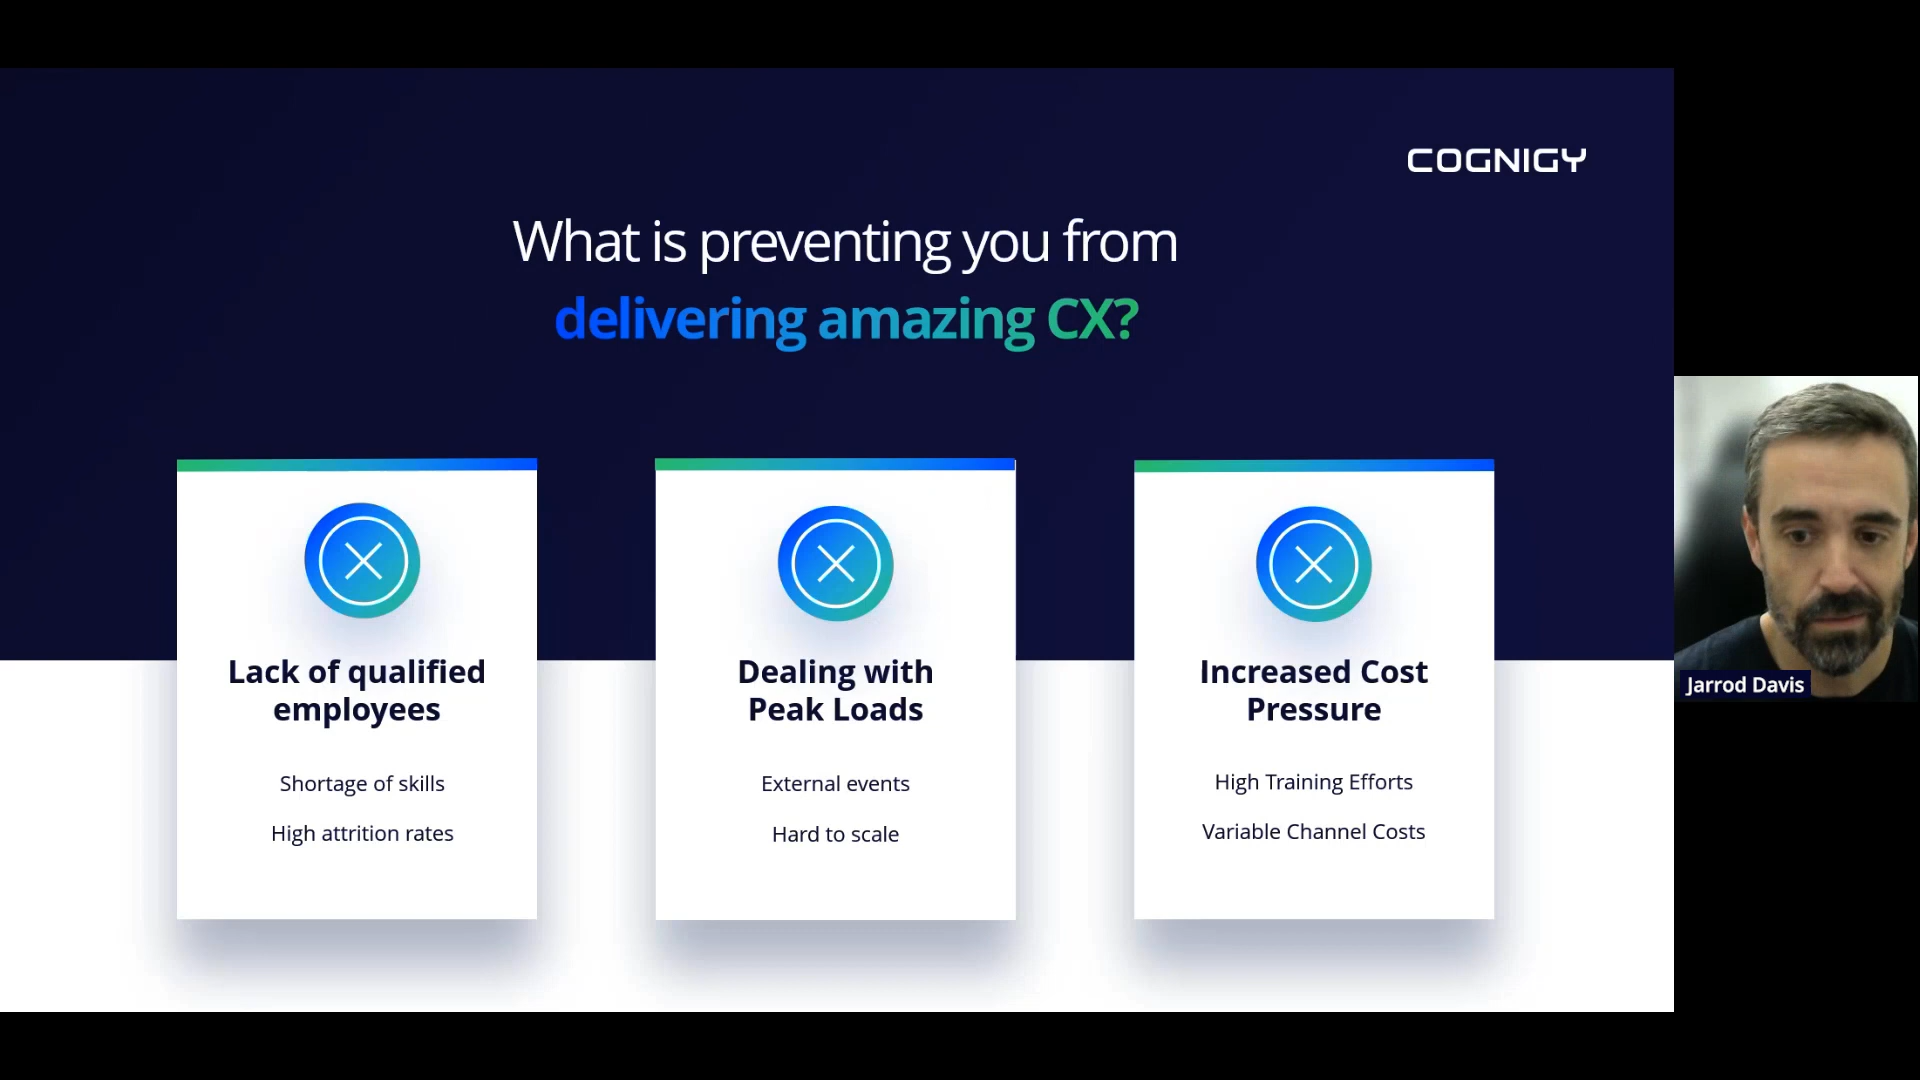 COGNIGY
What is preventing you from
delivering amazing CX?
Lack of qualified
employees
Shortage of skills
High attrition rates
Dealing with
Peak Loads
External events
Hard to scale
Increased Cost
Pressure
High Training Efforts
Variable Channel Costs
Jarrod Davis